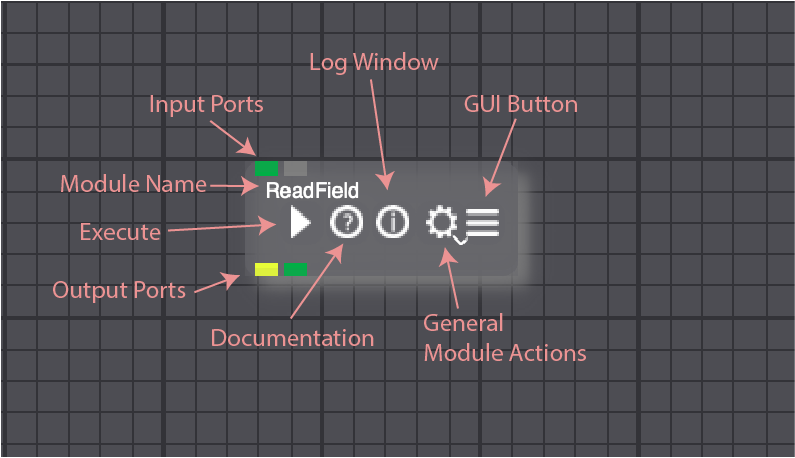 Log Window
Input Ports
GUI Button
Module Name
ReadField
Execute
Output Ports
Documentation
General
Module Actions